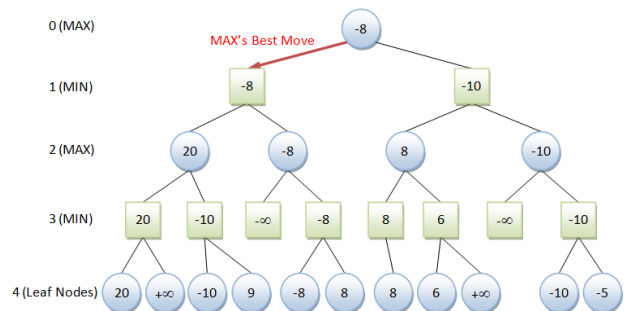 0 (MAX) -8
MAX's Best Move
1 (MIN) -8 -10
2 (MAX) 20 -8 8 -10
3 (MIN) 20 -10 -∞ -8 8 6 -∞ -10
4 (Leaf Nodes) 20 +∞ -10 9 -8 8 8 6 +∞ -10 -5